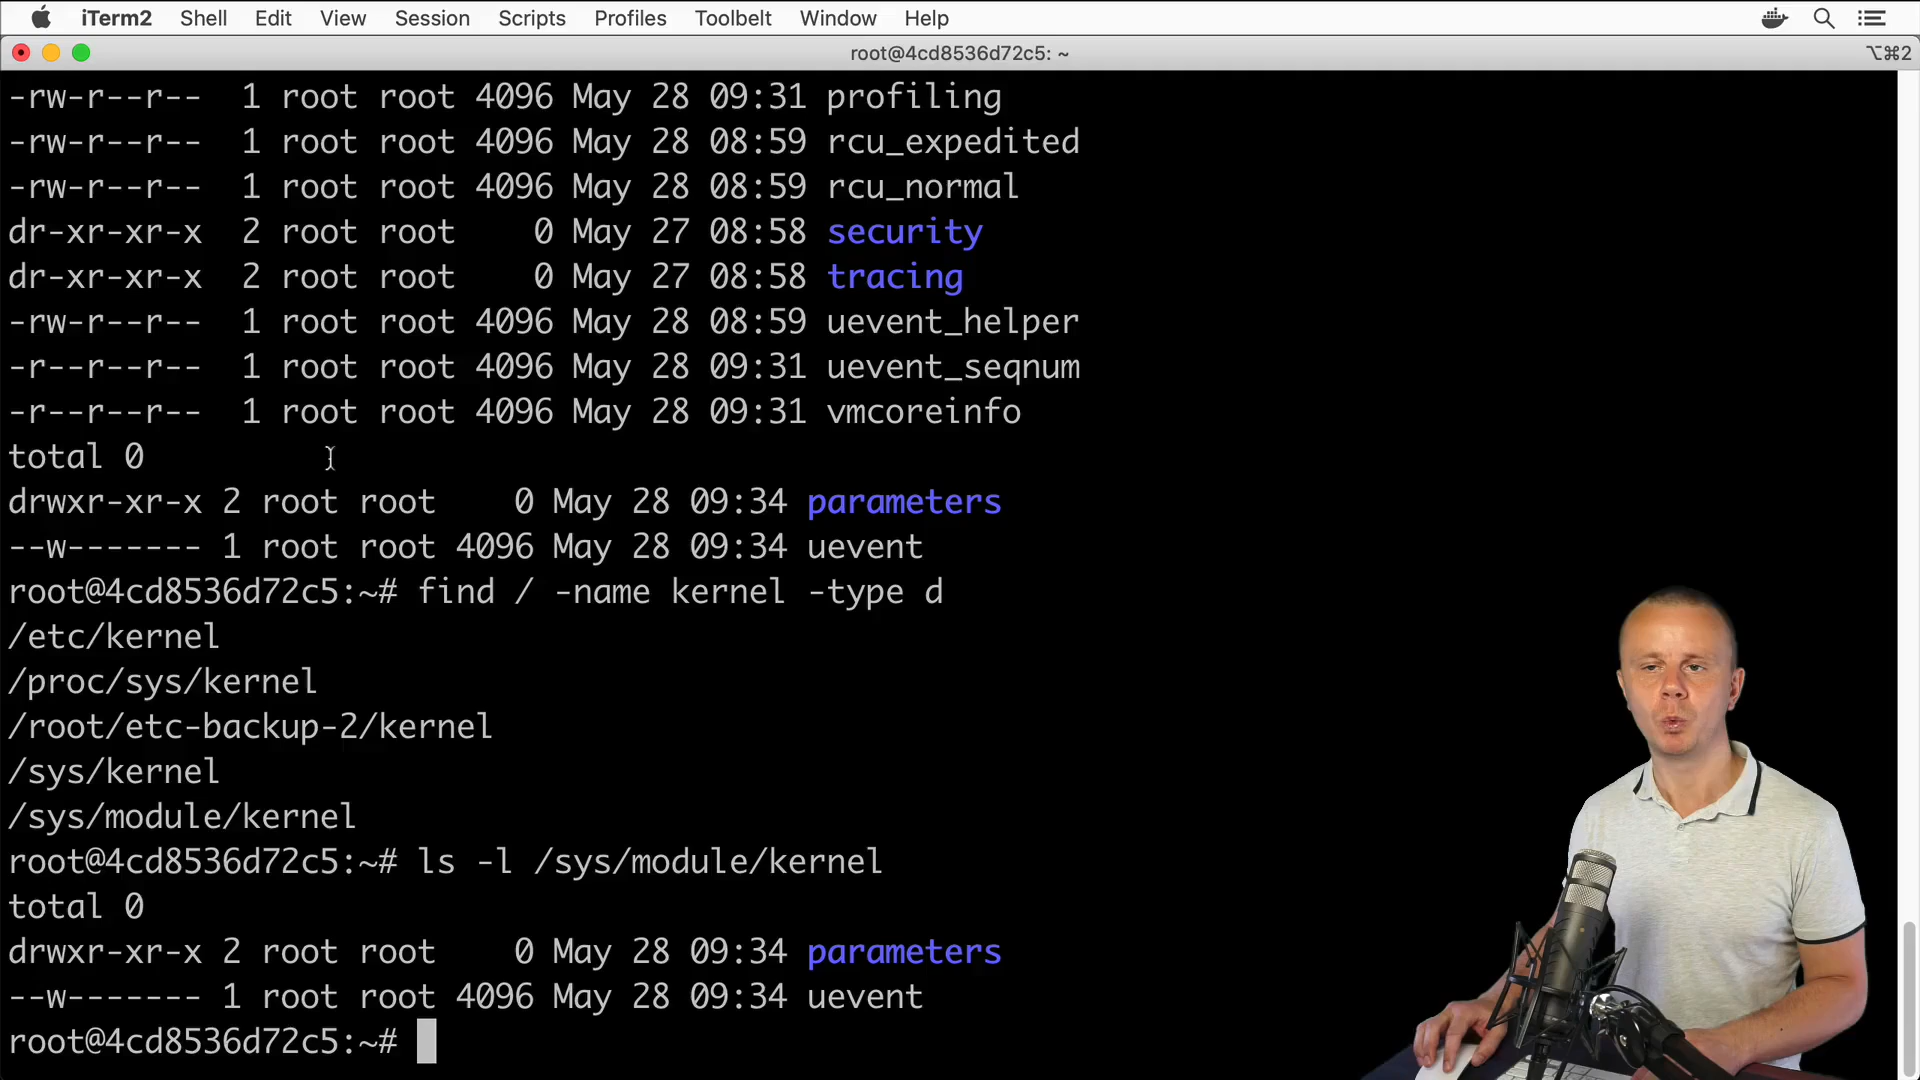 iTerm2 Shell Edit View Session Scripts Profiles Toolbelt Window Help
root@4cd8536d72c5: ~ ⌥⌘2
-rw-r--r-- 1 root root 4096 May 28 09:31 profiling
-rw-r--r-- 1 root root 4096 May 28 08:59 rcu_expedited
-rw-r--r-- 1 root root 4096 May 28 08:59 rcu_normal
dr-xr-xr-x 2 root root 0 May 27 08:58 security
dr-xr-xr-x 2 root root 0 May 27 08:58 tracing
-rw-r--r-- 1 root root 4096 May 28 08:59 uevent_helper
-r--r--r-- 1 root root 4096 May 28 09:31 uevent_seqnum
-r--r--r-- 1 root root 4096 May 28 09:31 vmcoreinfo
total 0
drwxr-xr-x 2 root root 0 May 28 09:34 parameters
--w------- 1 root root 4096 May 28 09:34 uevent
root@4cd8536d72c5:~# find / -name kernel -type d
/etc/kernel
/proc/sys/kernel
/root/etc-backup-2/kernel
/sys/kernel
/sys/module/kernel
root@4cd8536d72c5:~# ls -l /sys/module/kernel
total 0
drwxr-xr-x 2 root root 0 May 28 09:34 parameters
--w------- 1 root root 4096 May 28 09:34 uevent
root@4cd8536d72c5:~#